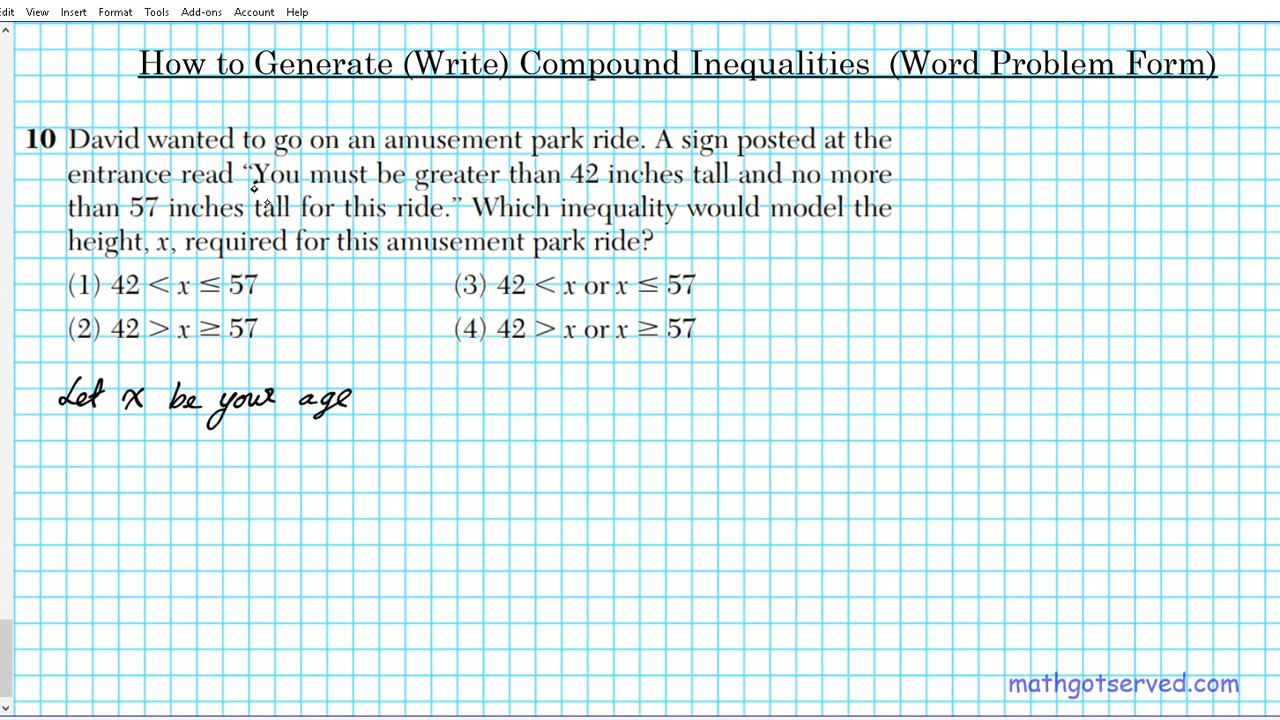 Edit View Insert Format Tools Add-ons Account Help
How to Generate (Write) Compound Inequalities (Word Problem Form)
10 David wanted to go on an amusement park ride. A sign posted at the
entrance read “You must be greater than 42 inches tall and no more
than 57 inches tall for this ride.” Which inequality would model the
height, x, required for this amusement park ride?
(1) 42 < x ≤ 57 (3) 42 < x or x ≤ 57
(2) 42 > x ≥ 57 (4) 42 > x or x ≥ 57
Let x be your age
mathgotserved.com